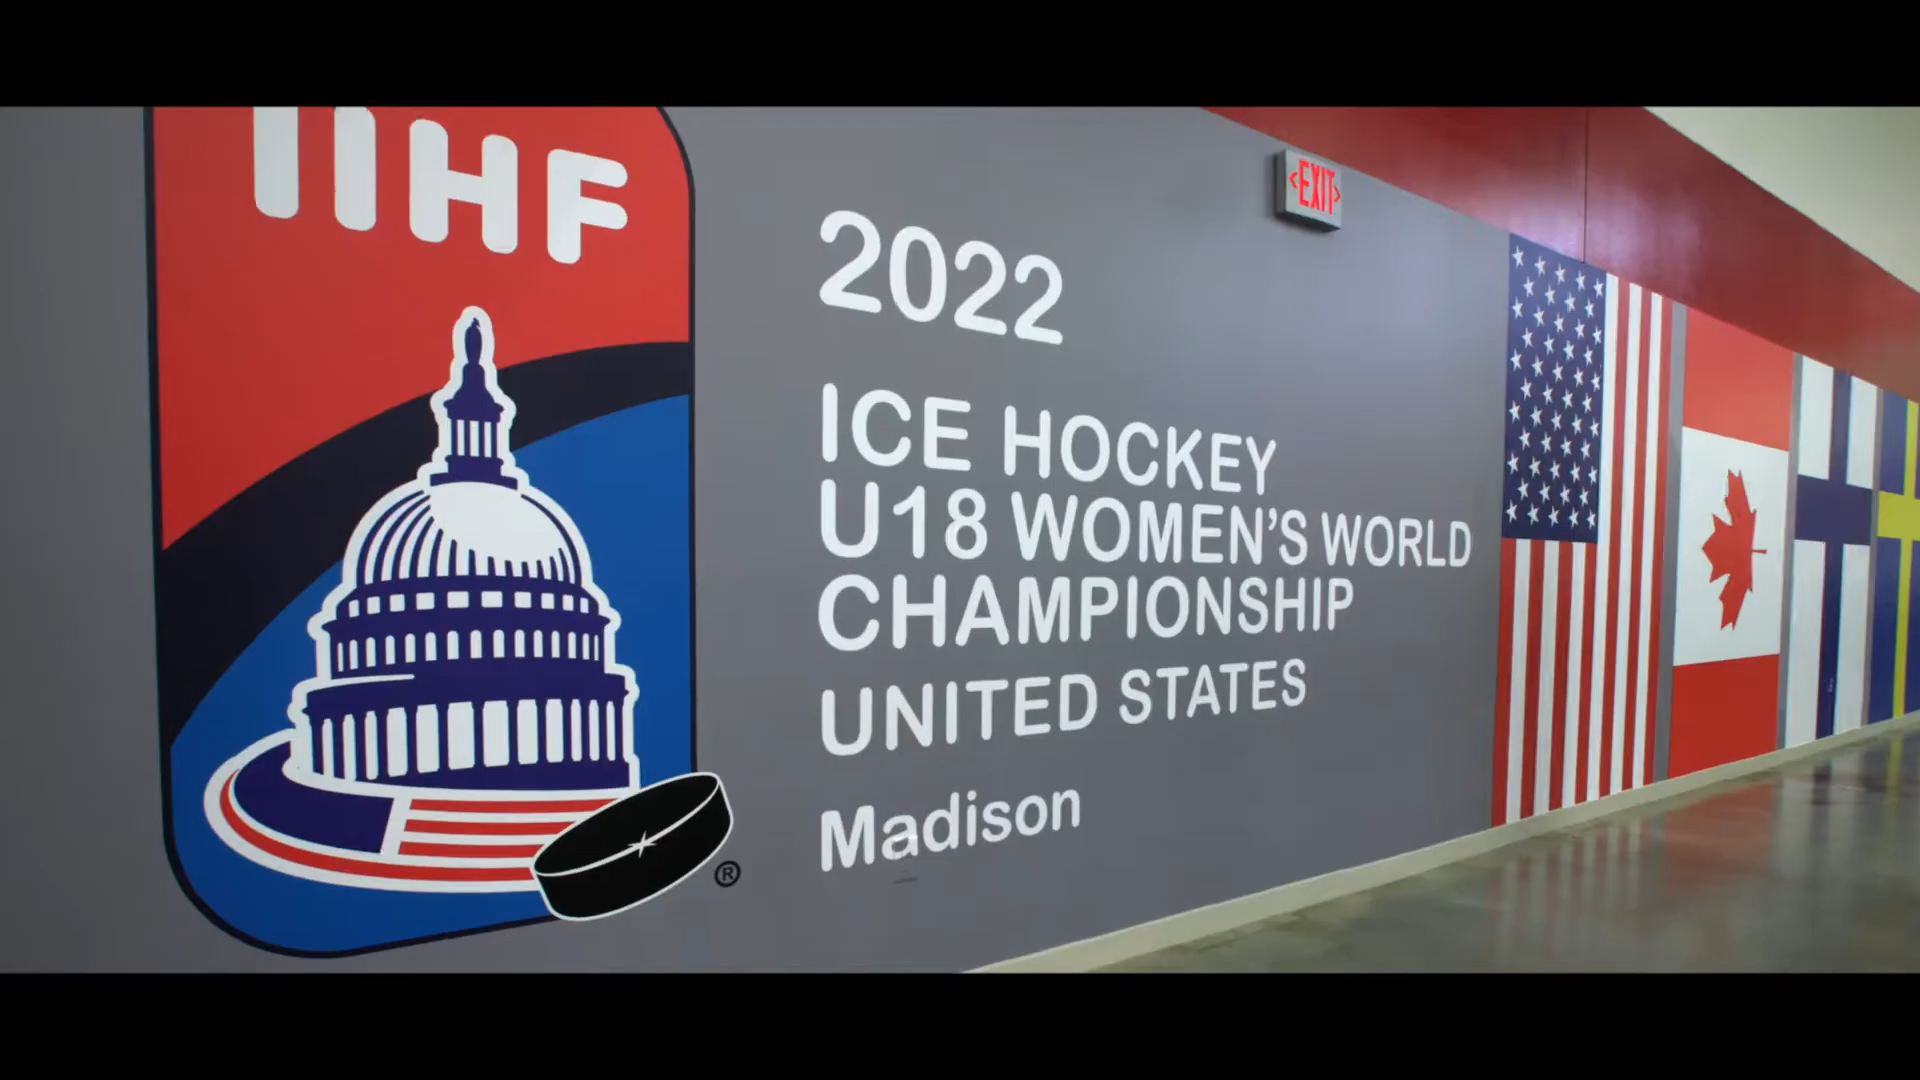 IIHF
2022
<EXIT>
ICE HOCKEY
U18 WOMEN'S WORLD
CHAMPIONSHIP
UNITED STATES
Madison
®